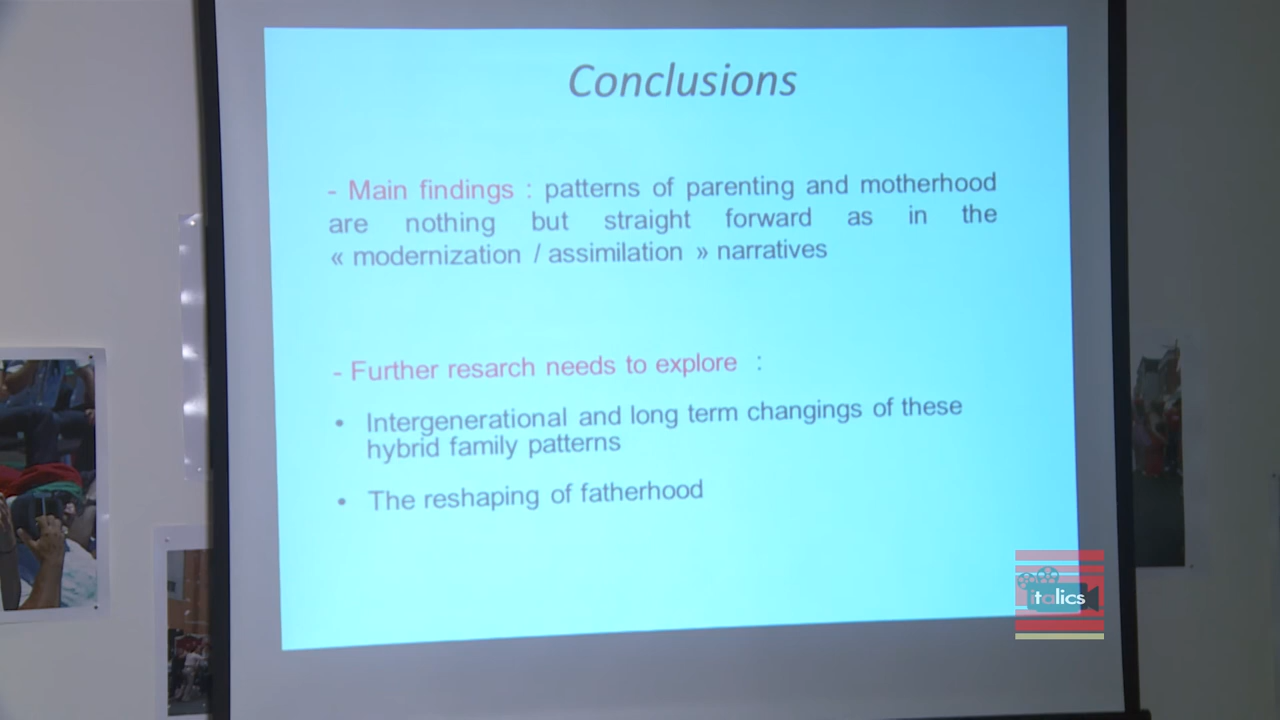 Conclusions
- Main findings : patterns of parenting and motherhood
are nothing but straight forward as in the
« modernization / assimilation » narratives
- Further resarch needs to explore :
• Intergenerational and long term changings of these
hybrid family patterns
• The reshaping of fatherhood
italics